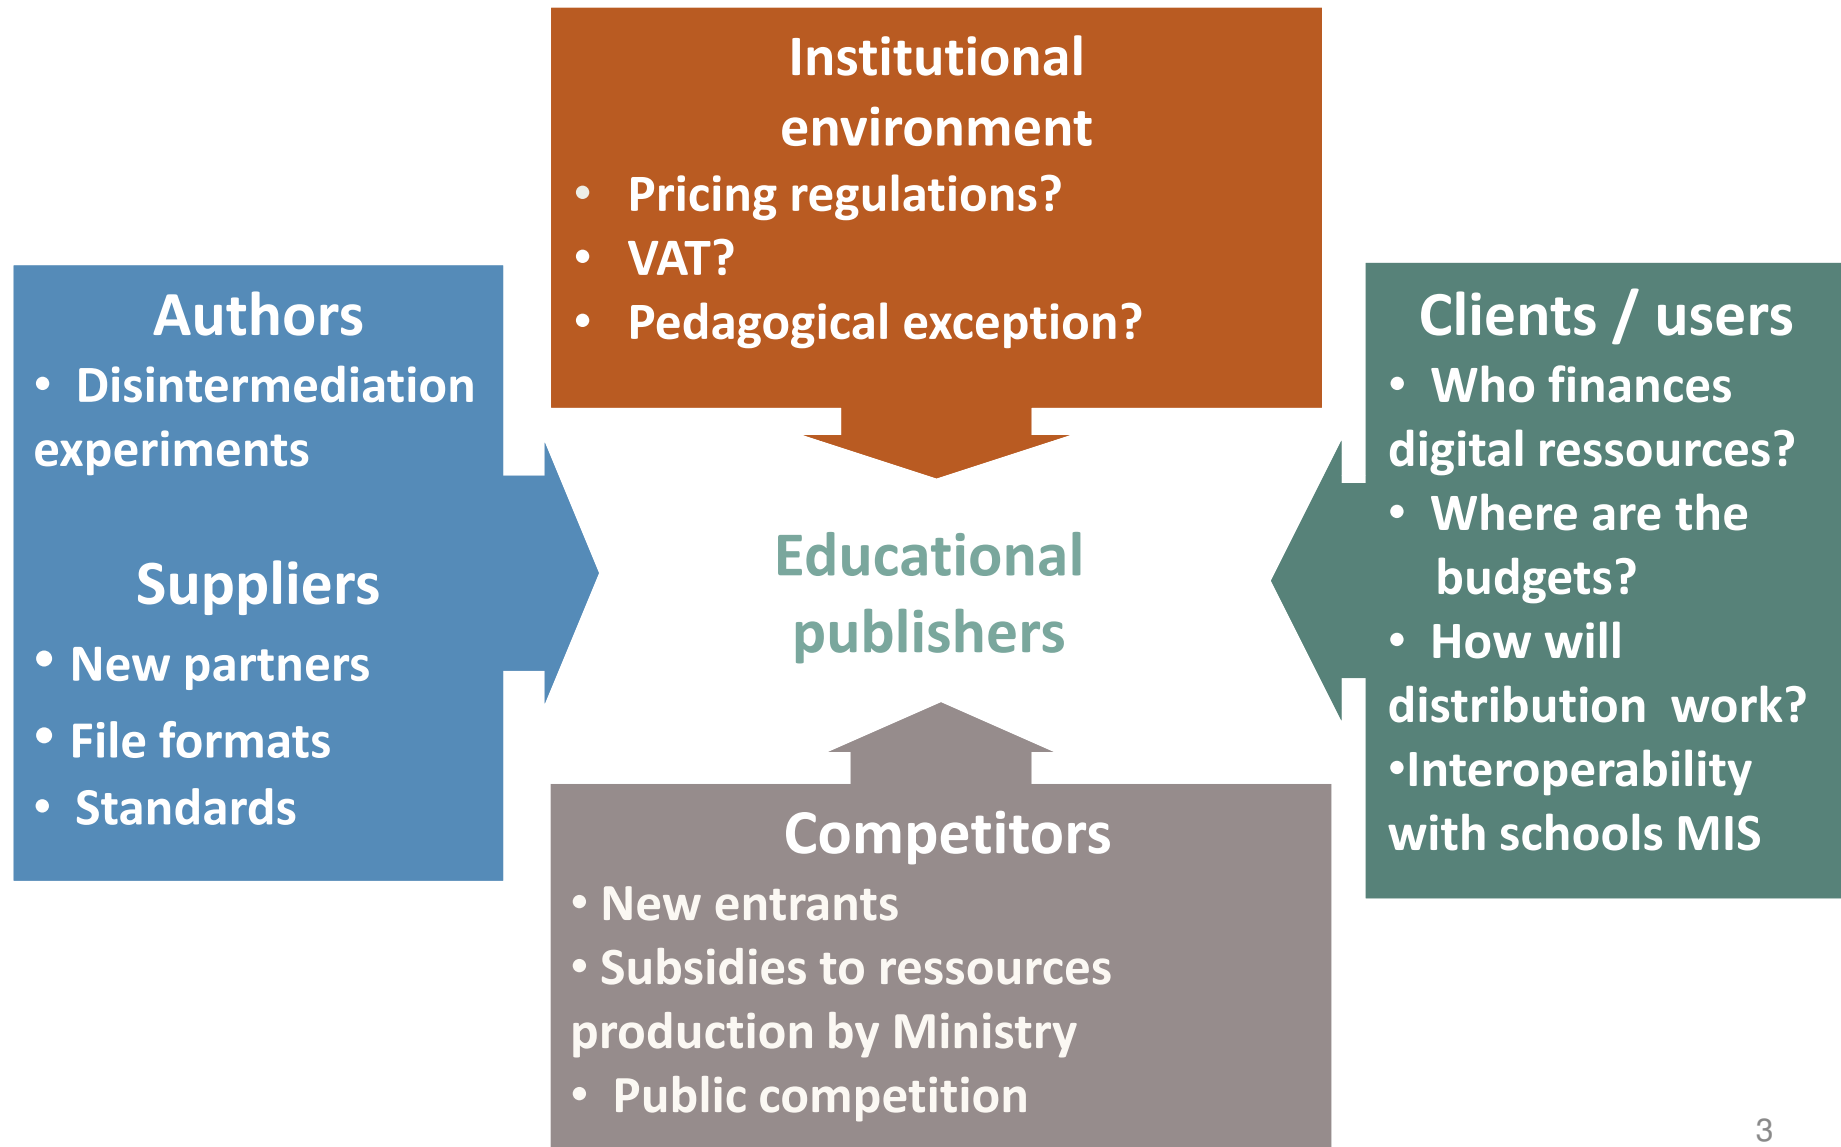 Institutional
environment
• Pricing regulations?
• VAT?
• Pedagogical exception?
Authors
• Disintermediation
experiments
Suppliers
• New partners
• File formats
• Standards
Educational
publishers
Clients / users
• Who finances
digital ressources?
• Where are the
budgets?
• How will
distribution work?
•Interoperability
with schools MIS
Competitors
• New entrants
• Subsidies to ressources
production by Ministry
• Public competition
3